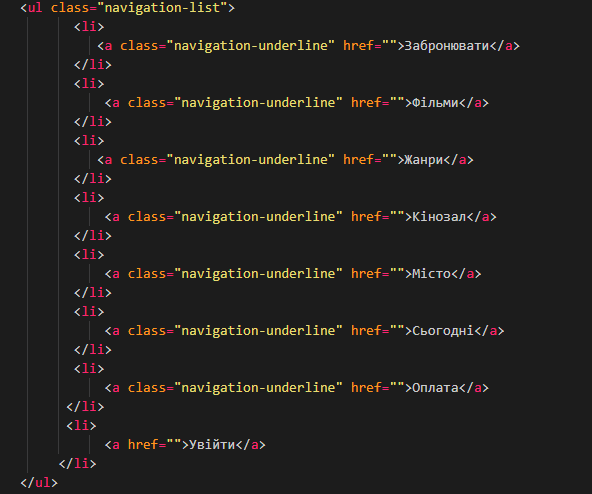 <ul class="navigation-list">
<li>
<a class="navigation-underline" href="">Забронювати</a>
</li>
<li>
<a class="navigation-underline" href="">Фільми</a>
</li>
<li>
<a class="navigation-underline" href="">Жанри</a>
</li>
<li>
<a class="navigation-underline" href="">Кінозал</a>
</li>
<li>
<a class="navigation-underline" href="">Місто</a>
</li>
<li>
<a class="navigation-underline" href="">Сьогодні</a>
</li>
<li>
<a class="navigation-underline" href="">Оплата</a>
</li>
<li>
<a href="">Увійти</a>
</li>
</ul>